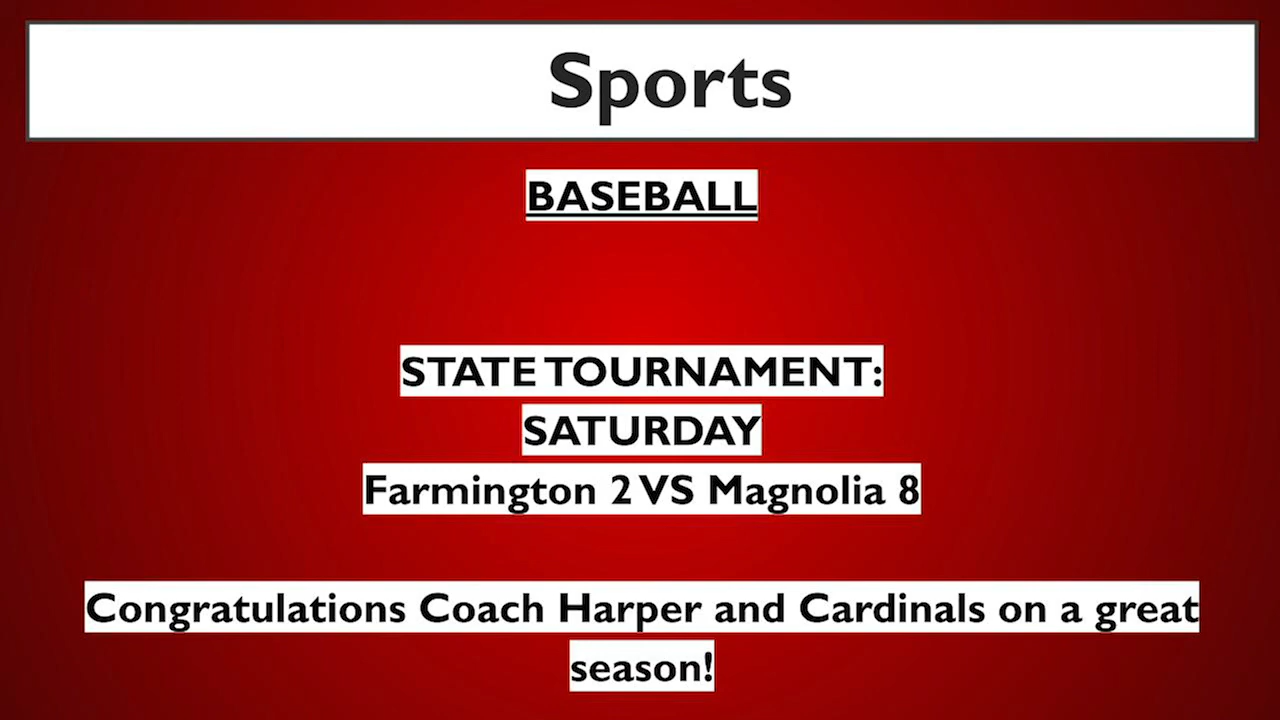 Sports
BASEBALL
STATE TOURNAMENT:
SATURDAY
Farmington 2 VS Magnolia 8
Congratulations Coach Harper and Cardinals on a great
season!